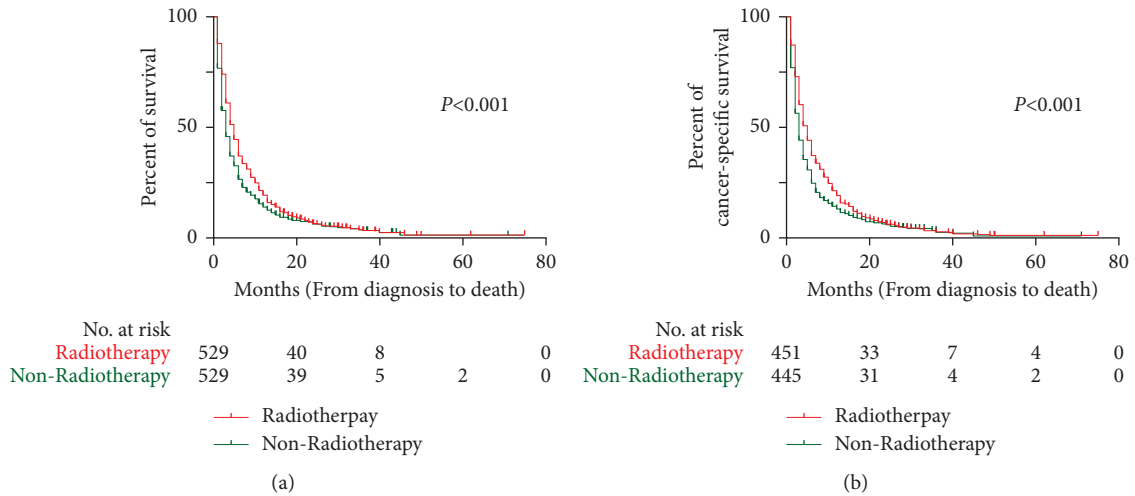 100
50
0
Percent of survival
P<0.001
0 20 40 60 80
Months (From diagnosis to death)
No. at risk
Radiotherapy 529 40 8 0
Non-Radiotherapy 529 39 5 2 0
Radiotherpay
Non-Radiotherapy
(a)
100
50
0
Percent of
cancer-specific survival
P<0.001
0 20 40 60 80
Months (From diagnosis to death)
No. at risk
Radiotherapy 451 33 7 4 0
Non-Radiotherapy 445 31 4 2 0
Radiotherpay
Non-Radiotherapy
(b)